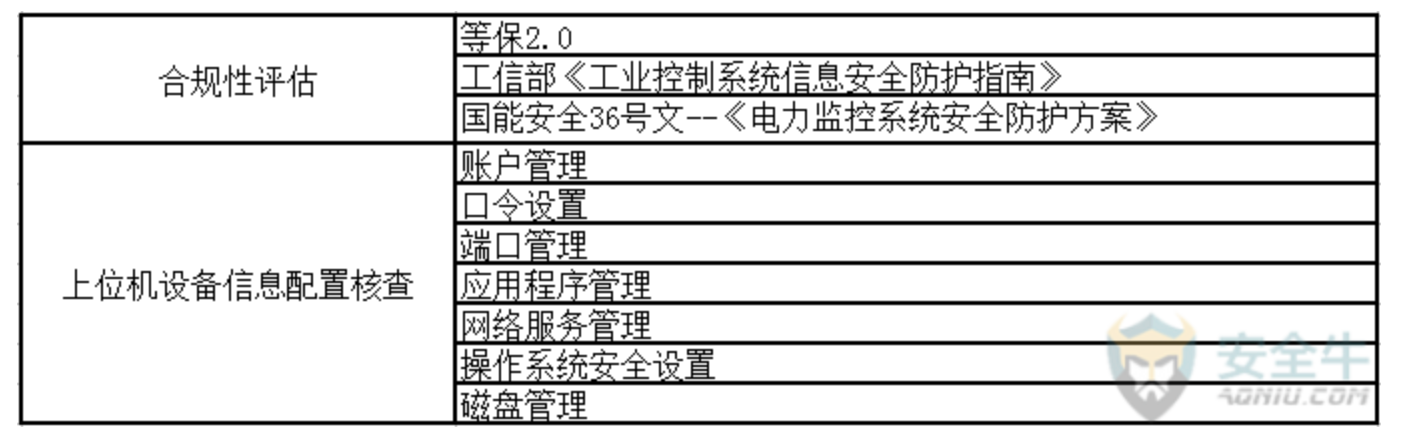 合规性评估
等保2.0
工信部《工业控制系统信息安全防护指南》
国能安全36号文--《电力监控系统安全防护方案》
上位机设备信息配置核查
账户管理
口令设置
端口管理
应用程序管理
网络服务管理
操作系统安全设置
磁盘管理
安全牛
AQNIU.COM